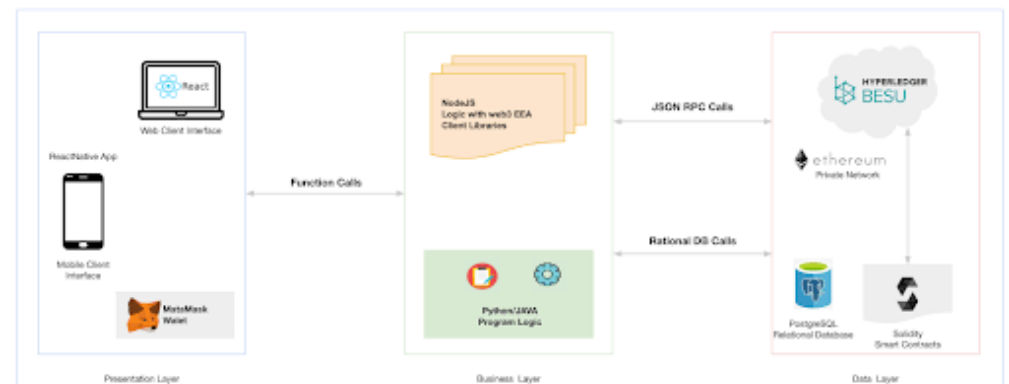 React
Web Client Interface
ReactNative App
Mobile Client
Interface
MataMask
Wallet
Presentation Layer
Function Calls
NodeJS
Logic with web3 EEA
Client Libraries
Python/JAVA
Program Logic
Business Layer
JSON RPC Calls
Rational DB Calls
HYPERLEDGER
BESU
ethereum
Private Network
PostgreSQL
Relational Database
Solidity
Smart Contracts
Data Layer